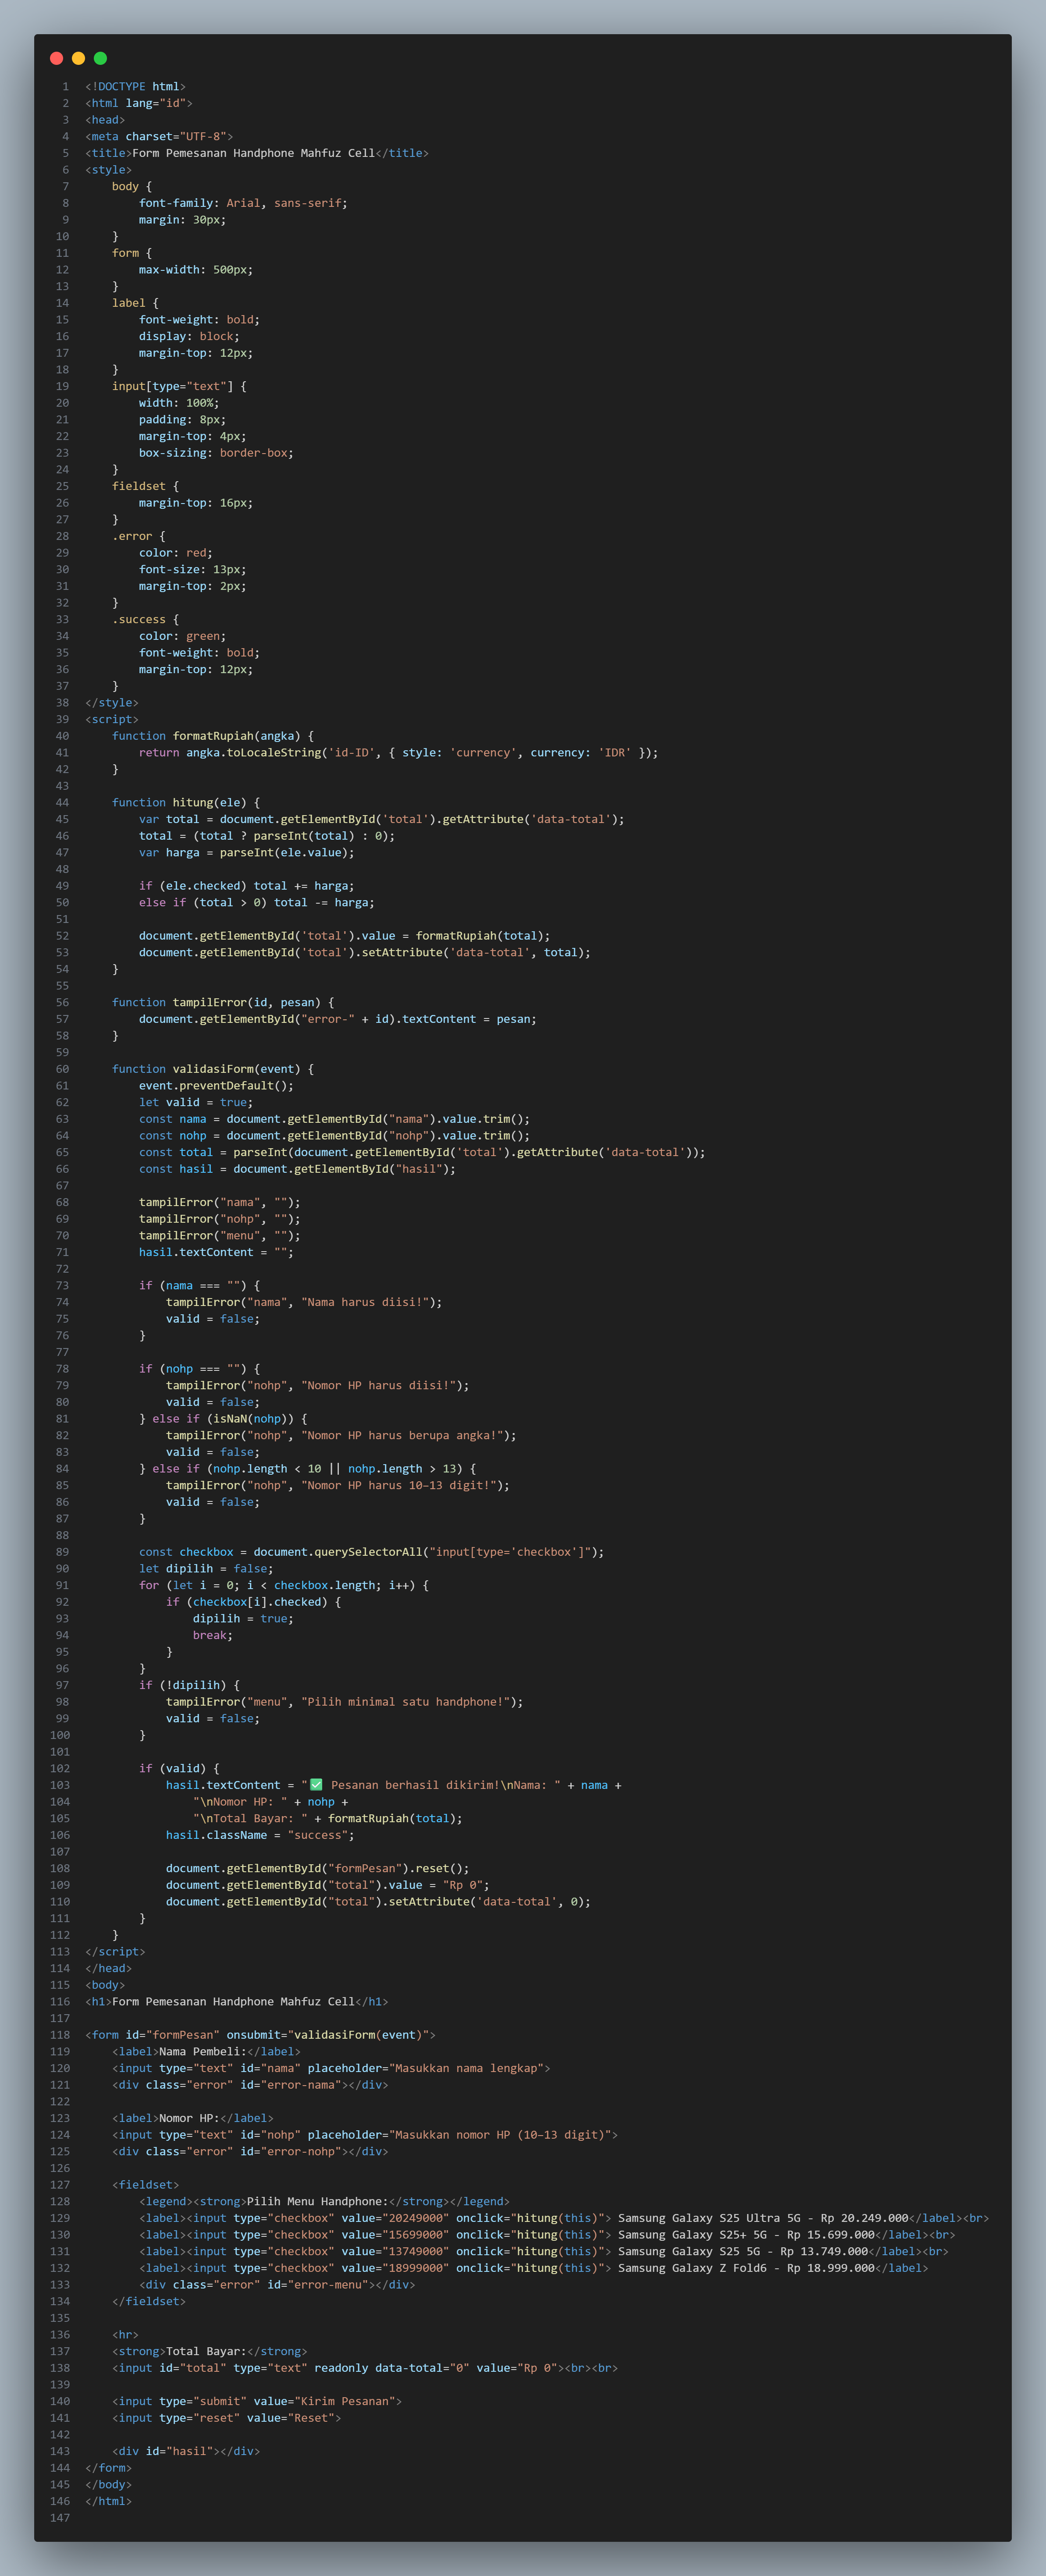 1 <!DOCTYPE html>
2 <html lang="id">
3 <head>
4 <meta charset="UTF-8">
5 <title>Form Pemesanan Handphone Mahfuz Cell</title>
6 <style>
7     body {
8         font-family: Arial, sans-serif;
9         margin: 30px;
10     }
11     form {
12         max-width: 500px;
13     }
14     label {
15         font-weight: bold;
16         display: block;
17         margin-top: 12px;
18     }
19     input[type="text"] {
20         width: 100%;
21         padding: 8px;
22         margin-top: 4px;
23         box-sizing: border-box;
24     }
25     fieldset {
26         margin-top: 16px;
27     }
28     .error {
29         color: red;
30         font-size: 13px;
31         margin-top: 2px;
32     }
33     .success {
34         color: green;
35         font-weight: bold;
36         margin-top: 12px;
37     }
38 </style>
39 <script>
40     function formatRupiah(angka) {
41         return angka.toLocaleString('id-ID', { style: 'currency', currency: 'IDR' });
42     }
43
44     function hitung(ele) {
45         var total = document.getElementById('total').getAttribute('data-total');
46         total = (total ? parseInt(total) : 0);
47         var harga = parseInt(ele.value);
48
49         if (ele.checked) total += harga;
50         else if (total > 0) total -= harga;
51
52         document.getElementById('total').value = formatRupiah(total);
53         document.getElementById('total').setAttribute('data-total', total);
54     }
55
56     function tampilError(id, pesan) {
57         document.getElementById("error-" + id).textContent = pesan;
58     }
59
60     function validasiForm(event) {
61         event.preventDefault();
62         let valid = true;
63         const nama = document.getElementById("nama").value.trim();
64         const nohp = document.getElementById("nohp").value.trim();
65         const total = parseInt(document.getElementById('total').getAttribute('data-total'));
66         const hasil = document.getElementById("hasil");
67
68         tampilError("nama", "");
69         tampilError("nohp", "");
70         tampilError("menu", "");
71         hasil.textContent = "";
72
73         if (nama === "") {
74             tampilError("nama", "Nama harus diisi!");
75             valid = false;
76         }
77
78         if (nohp === "") {
79             tampilError("nohp", "Nomor HP harus diisi!");
80             valid = false;
81         } else if (isNaN(nohp)) {
82             tampilError("nohp", "Nomor HP harus berupa angka!");
83             valid = false;
84         } else if (nohp.length < 10 || nohp.length > 13) {
85             tampilError("nohp", "Nomor HP harus 10–13 digit!");
86             valid = false;
87         }
88
89         const checkbox = document.querySelectorAll("input[type='checkbox']");
90         let dipilih = false;
91         for (let i = 0; i < checkbox.length; i++) {
92             if (checkbox[i].checked) {
93                 dipilih = true;
94                 break;
95             }
96         }
97         if (!dipilih) {
98             tampilError("menu", "Pilih minimal satu handphone!");
99             valid = false;
100         }
101
102         if (valid) {
103             hasil.textContent = "✅ Pesanan berhasil dikirim!\nNama: " + nama +
104                 "\nNomor HP: " + nohp +
105                 "\nTotal Bayar: " + formatRupiah(total);
106             hasil.className = "success";
107
108             document.getElementById("formPesan").reset();
109             document.getElementById("total").value = "Rp 0";
110             document.getElementById("total").setAttribute('data-total', 0);
111         }
112     }
113 </script>
114 </head>
115 <body>
116 <h1>Form Pemesanan Handphone Mahfuz Cell</h1>
117
118 <form id="formPesan" onsubmit="validasiForm(event)">
119     <label>Nama Pembeli:</label>
120     <input type="text" id="nama" placeholder="Masukkan nama lengkap">
121     <div class="error" id="error-nama"></div>
122
123     <label>Nomor HP:</label>
124     <input type="text" id="nohp" placeholder="Masukkan nomor HP (10–13 digit)">
125     <div class="error" id="error-nohp"></div>
126
127     <fieldset>
128         <legend><strong>Pilih Menu Handphone:</strong></legend>
129         <label><input type="checkbox" value="20249000" onclick="hitung(this)"> Samsung Galaxy S25 Ultra 5G - Rp 20.249.000</label><br>
130         <label><input type="checkbox" value="15699000" onclick="hitung(this)"> Samsung Galaxy S25+ 5G - Rp 15.699.000</label><br>
131         <label><input type="checkbox" value="13749000" onclick="hitung(this)"> Samsung Galaxy S25 5G - Rp 13.749.000</label><br>
132         <label><input type="checkbox" value="18999000" onclick="hitung(this)"> Samsung Galaxy Z Fold6 - Rp 18.999.000</label>
133         <div class="error" id="error-menu"></div>
134     </fieldset>
135
136     <hr>
137     <strong>Total Bayar:</strong>
138     <input id="total" type="text" readonly data-total="0" value="Rp 0"><br><br>
139
140     <input type="submit" value="Kirim Pesanan">
141     <input type="reset" value="Reset">
142
143     <div id="hasil"></div>
144 </form>
145 </body>
146 </html>
147